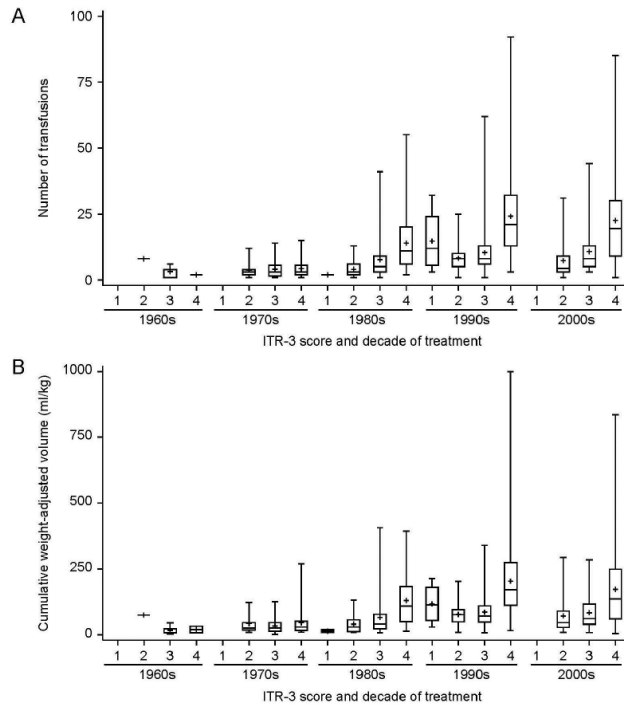 A
Number of transfusions
100
75
50
25
0
1 2 3 4 1 2 3 4 1 2 3 4 1 2 3 4 1 2 3 4
1960s 1970s 1980s 1990s 2000s
ITR-3 score and decade of treatment
B
Cumulative weight-adjusted volume (ml/kg)
1000
750
500
250
0
1 2 3 4 1 2 3 4 1 2 3 4 1 2 3 4 1 2 3 4
1960s 1970s 1980s 1990s 2000s
ITR-3 score and decade of treatment